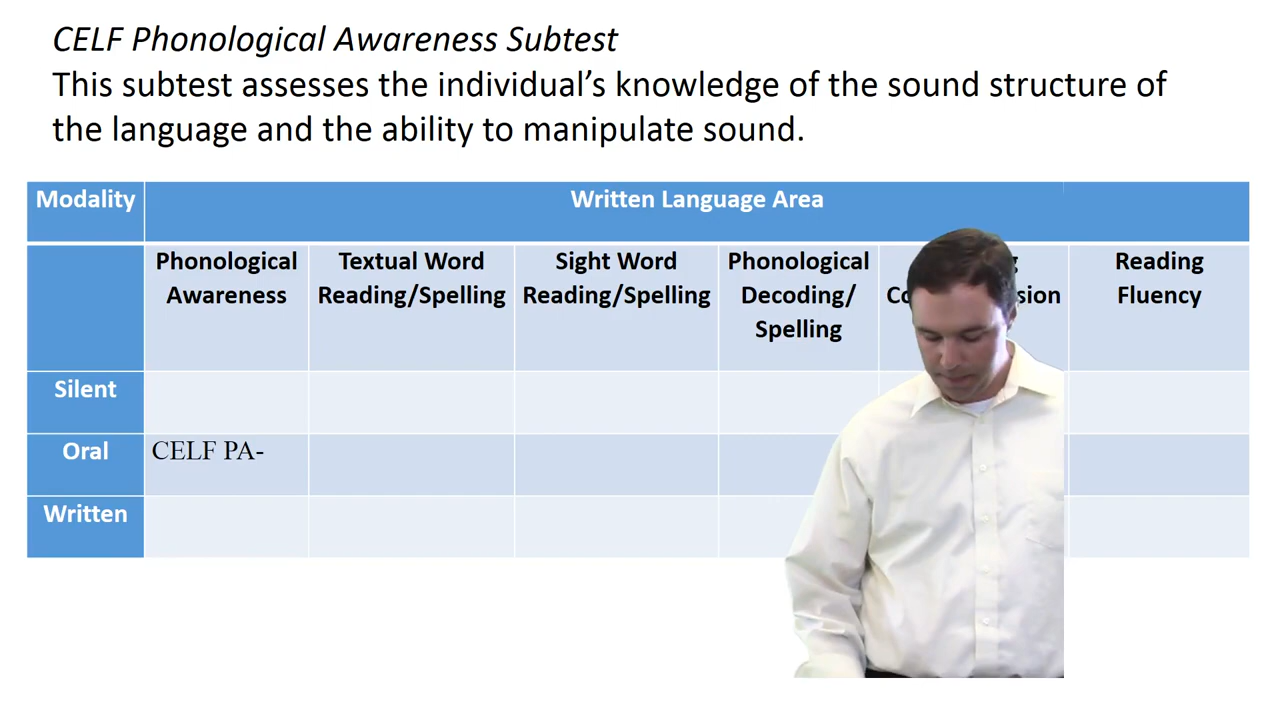 CELF Phonological Awareness Subtest
This subtest assesses the individual’s knowledge of the sound structure of
the language and the ability to manipulate sound.
Modality
Written Language Area
Phonological
Awareness
Textual Word
Reading/Spelling
Sight Word
Reading/Spelling
Phonological
Decoding/
Spelling
Reading
Fluency
Silent
Oral
CELF PA-
Written